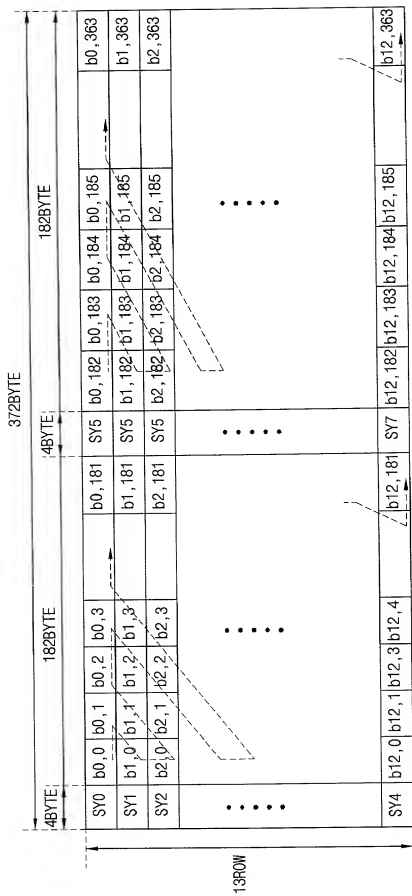 372BYTE
4BYTE 182BYTE 4BYTE 182BYTE
SY0 b0,0 b0,1 b0,2 b0,3 b0,181 SY5 b0,182 b0,183 b0,184 b0,185 b0,363
SY1 b1,0 b1,1 b1,2 b1,3 b1,181 SY5 b1,182 b1,183 b1,184 b1,185 b1,363
SY2 b2,0 b2,1 b2,2 b2,3 b2,181 SY5 b2,182 b2,183 b2,184 b2,185 b2,363
13ROW
SY4 b12,0 b12,1 b12,3 b12,4 b12,181 SY7 b12,182 b12,183 b12,184 b12,185 b12,363